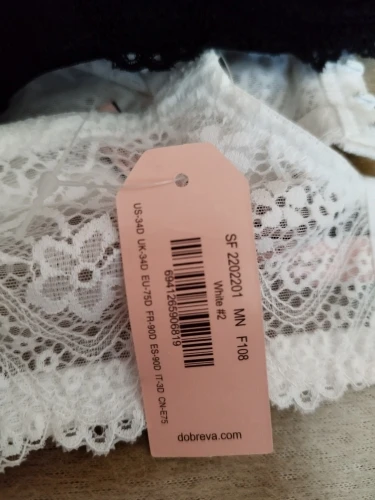 SF 2202201 MN F108
White #2
6941265906819
US-34D UK-34D EU-75D FR-90D ES-90D IT-3D CN-E75
dobreva.com